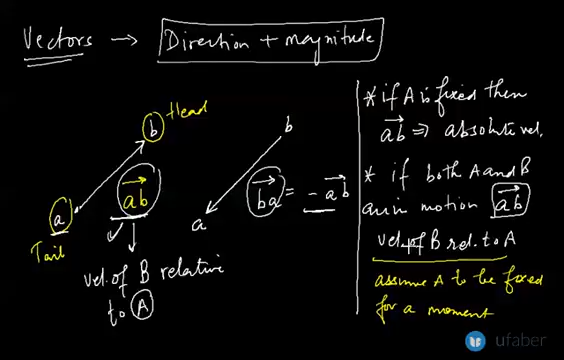 Vectors → Direction + magnitude
b Head
a
Tail
ab
vel. of B relative
to A
b
a
ba = - ab
* if A is fixed then
ab ⇒ absolute vel.
* if both A and B
are in motion ab
vel. of B rel. to A
assume A to be fixed
for a moment
ufaber